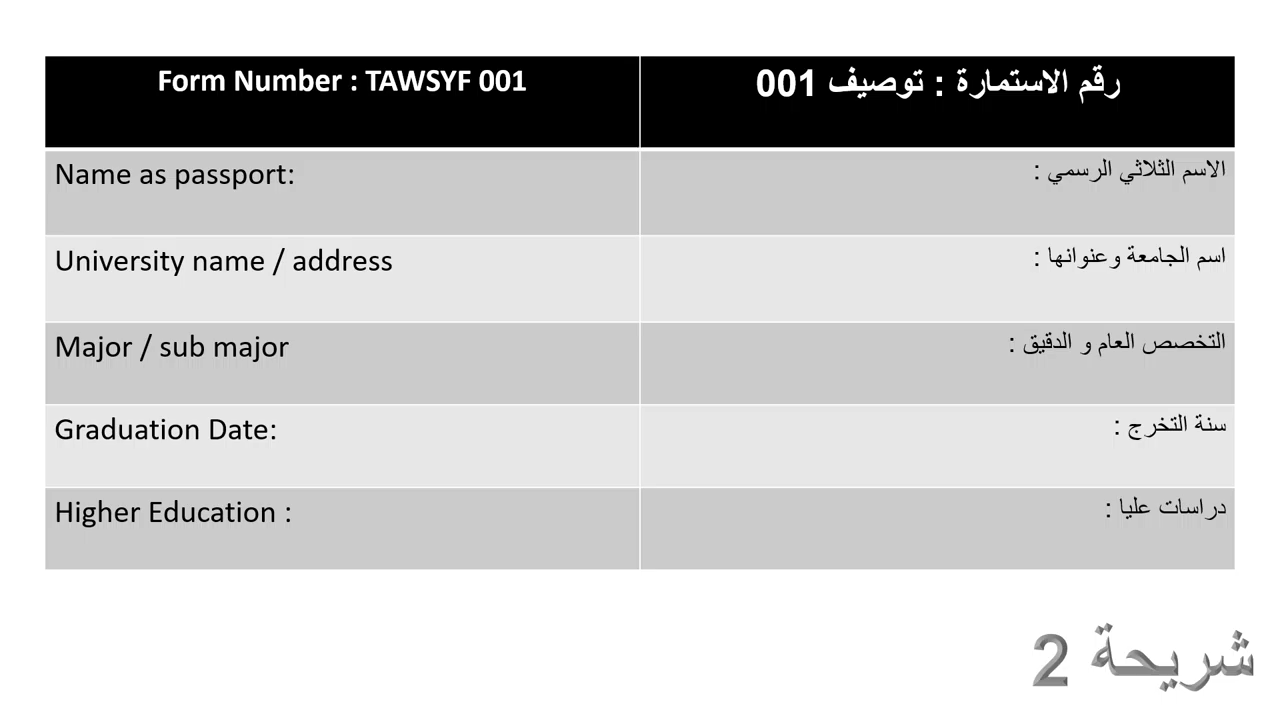 Form Number : TAWSYF 001
رقم الاستمارة : توصيف 001
Name as passport:
الاسم الثلاثي الرسمي :
University name / address
اسم الجامعة وعنوانها :
Major / sub major
التخصص العام و الدقيق :
Graduation Date:
سنة التخرج :
Higher Education :
دراسات عليا :
شريحة 2